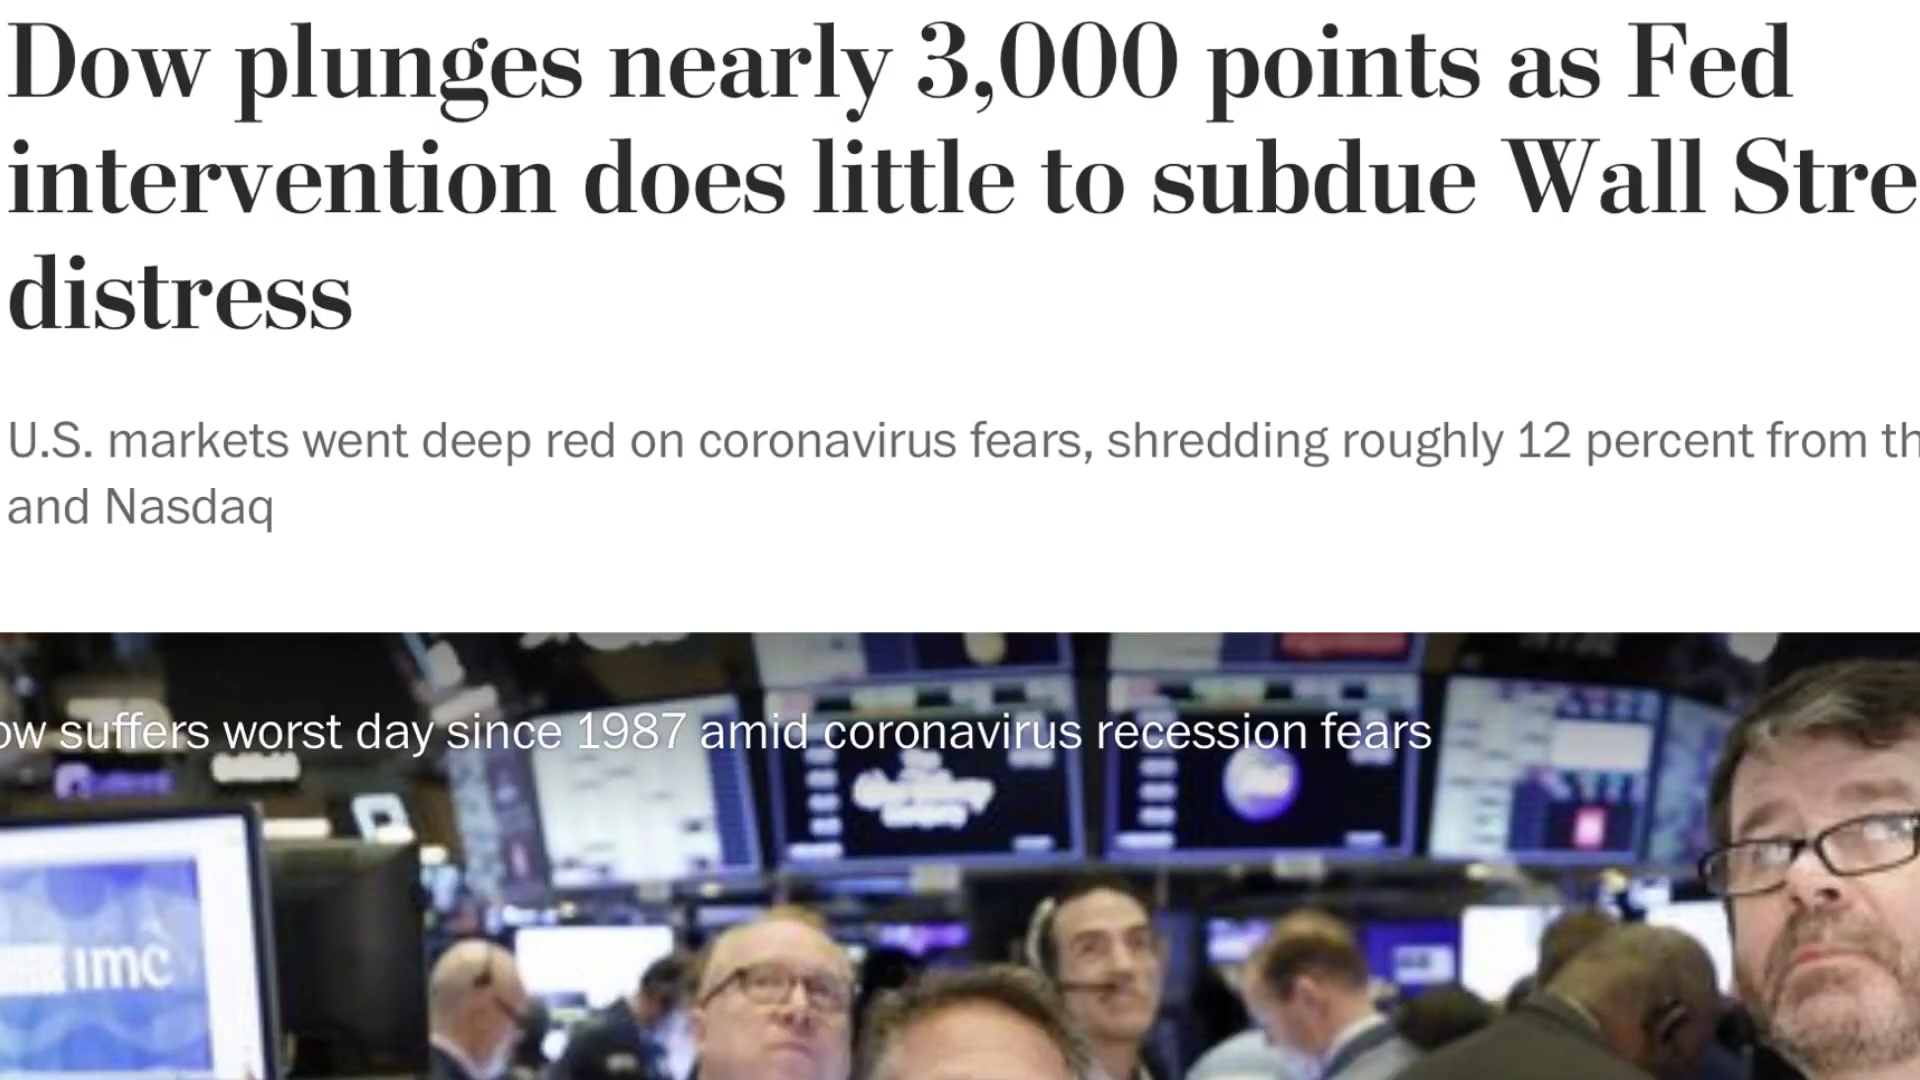 Dow plunges nearly 3,000 points as Fed
intervention does little to subdue Wall Stre
distress
U.S. markets went deep red on coronavirus fears, shredding roughly 12 percent from th
and Nasdaq
ow suffers worst day since 1987 amid coronavirus recession fears
imc